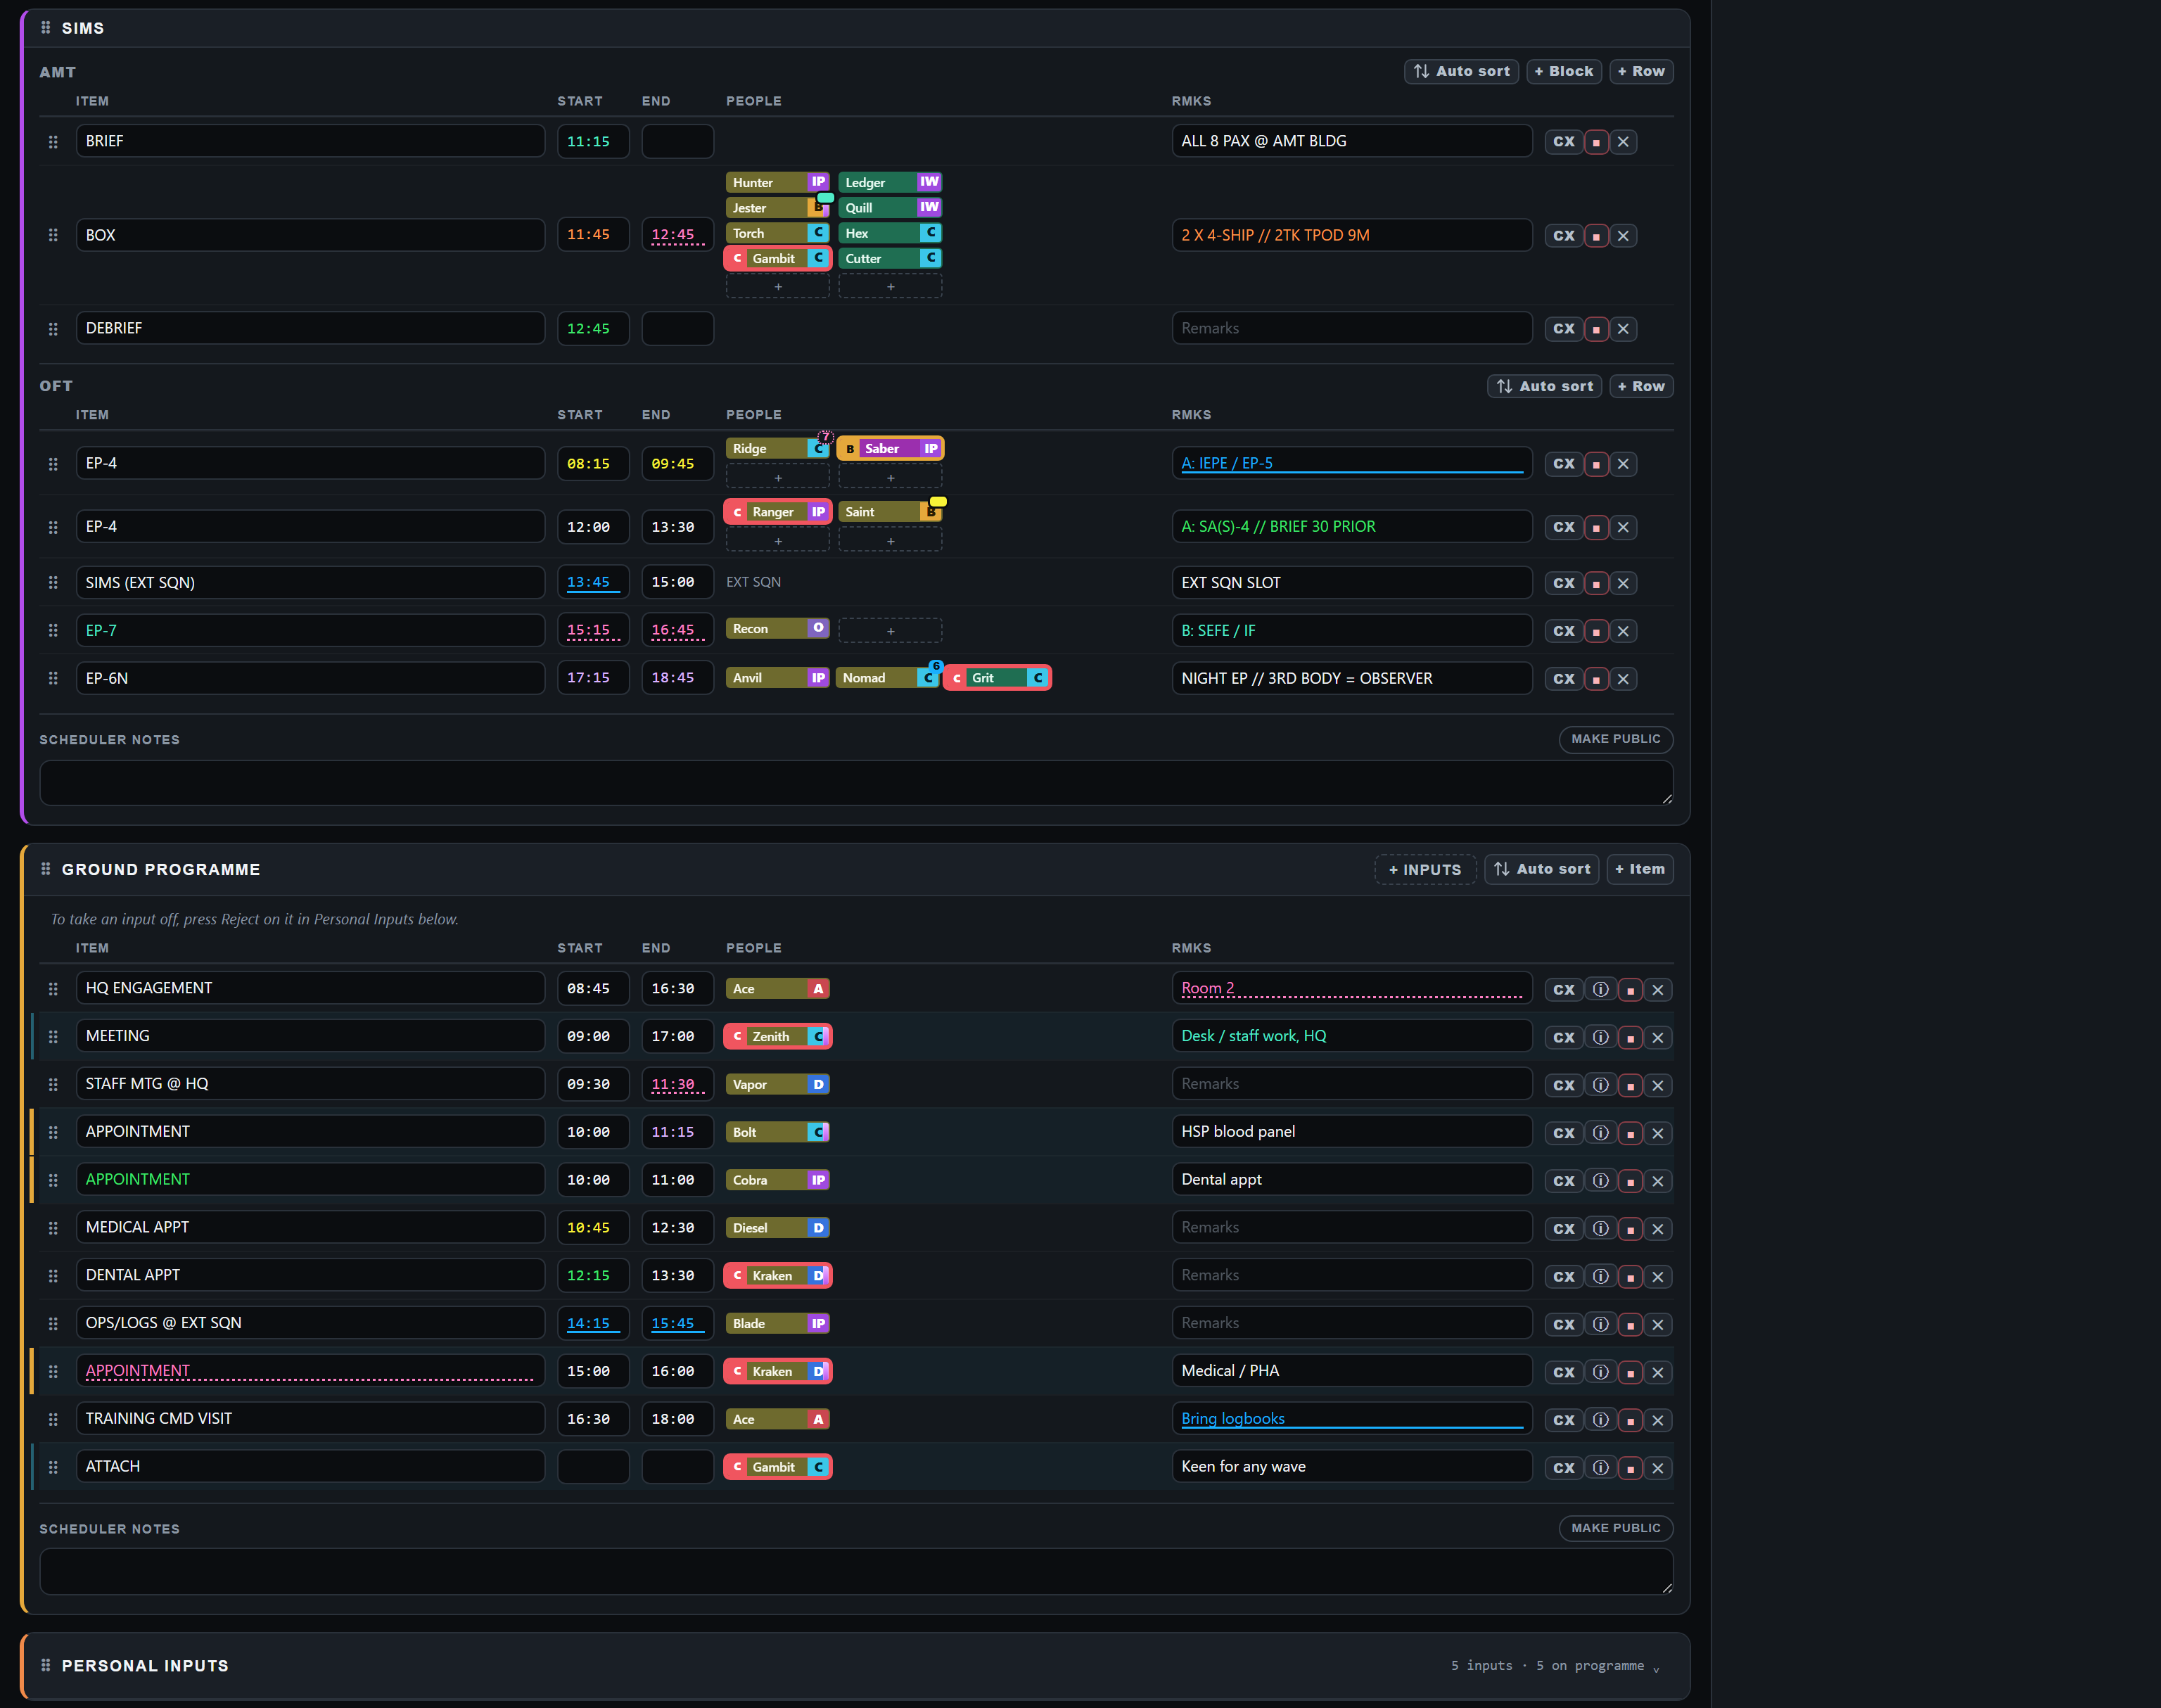 SIMS
AMT
Auto sort + Block + Row
ITEM START END PEOPLE RMKS
BRIEF 11:15 ALL 8 PAX @ AMT BLDG CX
Hunter IP Ledger IW
Jester B Quill IW
BOX 11:45 12:45 Torch C Hex C 2 X 4-SHIP // 2TK TPOD 9M CX
C Gambit C Cutter C
+ +
DEBRIEF 12:45 Remarks CX
OFT
Auto sort + Row
ITEM START END PEOPLE RMKS
EP-4 08:15 09:45 Ridge C 7 B Saber IP A: IEPE / EP-5 CX
+ +
EP-4 12:00 13:30 C Ranger IP Saint B A: SA(S)-4 // BRIEF 30 PRIOR CX
+ +
SIMS (EXT SQN) 13:45 15:00 EXT SQN EXT SQN SLOT CX
EP-7 15:15 16:45 Recon O + B: SEFE / IF CX
EP-6N 17:15 18:45 Anvil IP Nomad C 6 C Grit C NIGHT EP // 3RD BODY = OBSERVER CX
SCHEDULER NOTES MAKE PUBLIC
GROUND PROGRAMME + INPUTS Auto sort + Item
To take an input off, press Reject on it in Personal Inputs below.
ITEM START END PEOPLE RMKS
HQ ENGAGEMENT 08:45 16:30 Ace A Room 2 CX
MEETING 09:00 17:00 C Zenith C Desk / staff work, HQ CX
STAFF MTG @ HQ 09:30 11:30 Vapor D Remarks CX
APPOINTMENT 10:00 11:15 Bolt C HSP blood panel CX
APPOINTMENT 10:00 11:00 Cobra IP Dental appt CX
MEDICAL APPT 10:45 12:30 Diesel D Remarks CX
DENTAL APPT 12:15 13:30 C Kraken D Remarks CX
OPS/LOGS @ EXT SQN 14:15 15:45 Blade IP Remarks CX
APPOINTMENT 15:00 16:00 C Kraken D Medical / PHA CX
TRAINING CMD VISIT 16:30 18:00 Ace A Bring logbooks CX
ATTACH C Gambit C Keen for any wave CX
SCHEDULER NOTES MAKE PUBLIC
PERSONAL INPUTS 5 inputs · 5 on programme